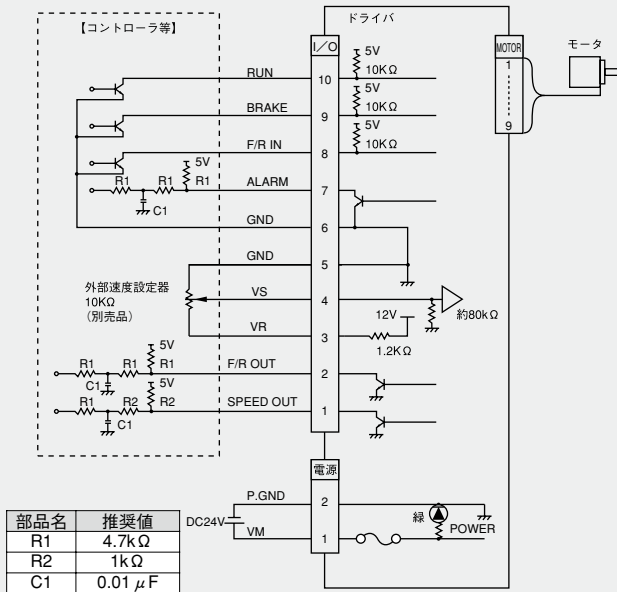 【コントローラ等】
ドライバ
I/O
MOTOR
モータ
1
9
RUN
10
5V
10KΩ
BRAKE
9
5V
10KΩ
F/R IN
8
5V
10KΩ
R1
R1
5V
R1
C1
ALARM
7
GND
6
GND
5
外部速度設定器
10KΩ
（別売品）
VS
4
約80kΩ
VR
3
12V
1.2KΩ
R1
R1
5V
R1
C1
F/R OUT
2
R1
R2
5V
R2
C1
SPEED OUT
1
電源
P.GND
2
DC24V
VM
1
緑
POWER
部品名 推奨値
R1 4.7kΩ
R2 1kΩ
C1 0.01μF